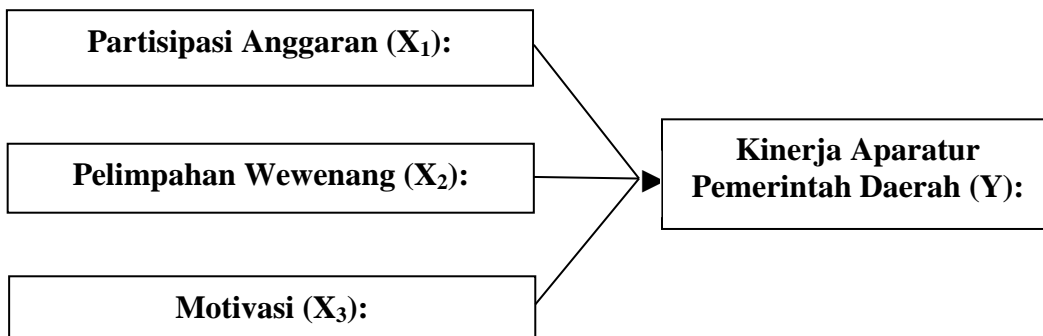 Partisipasi Anggaran (X₁):
Pelimpahan Wewenang (X₂):
Kinerja Aparatur
Pemerintah Daerah (Y):
Motivasi (X₃):